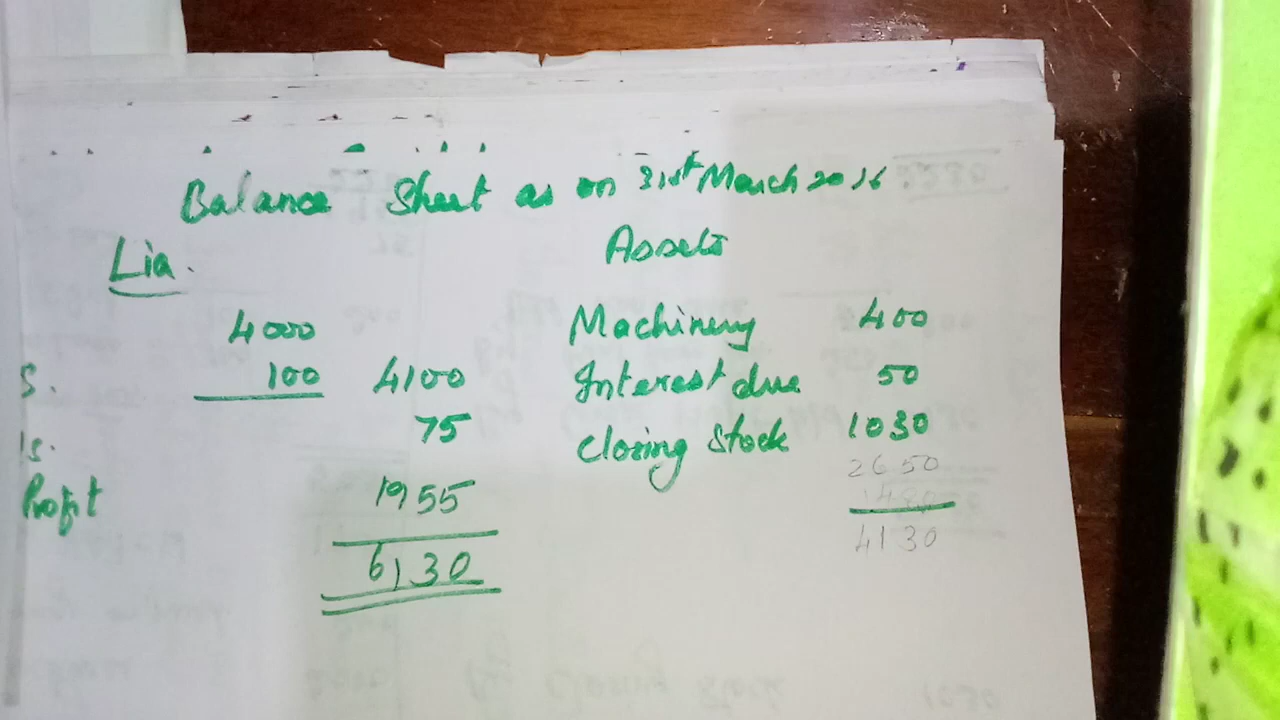 Balance Sheet as on 31st March 2016
Lia. Assets
4000 Machinery 400
S. 100 4100 Interest due 50
ls. 75 Closing Stock 1030
Profit 1955 2650
6130 4130